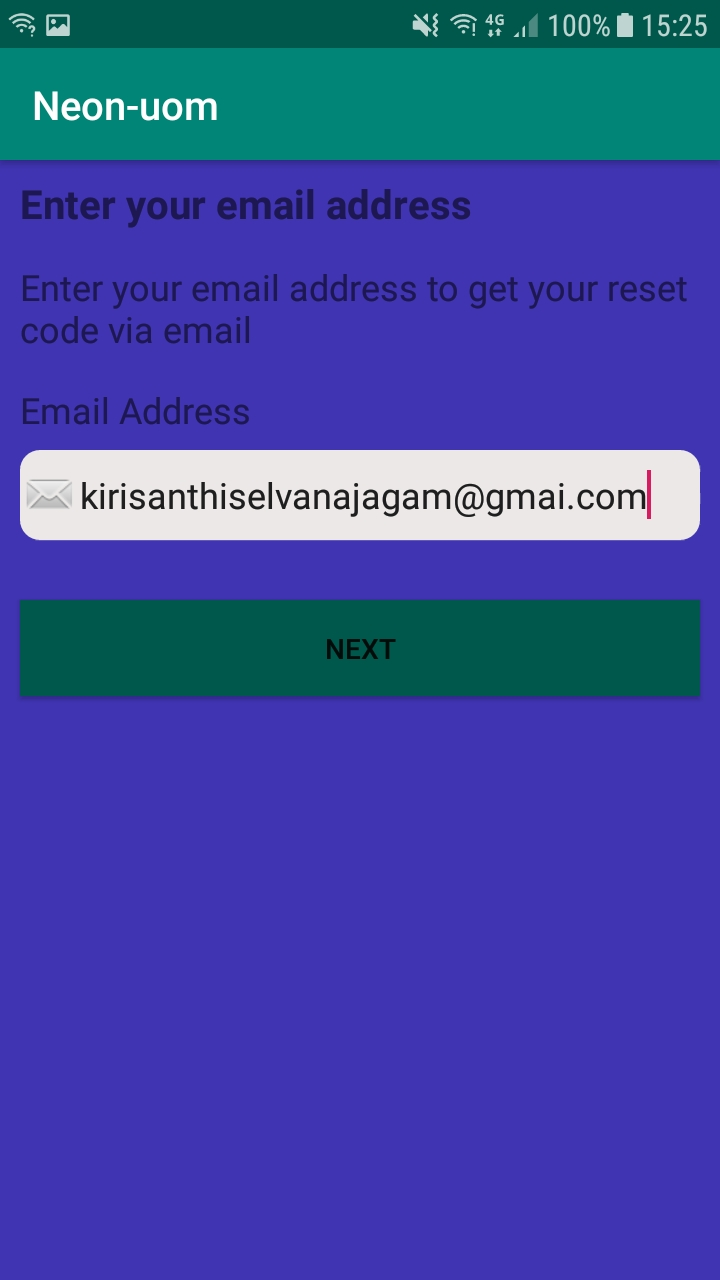 4G 100% 15:25
Neon-uom
Enter your email address
Enter your email address to get your reset
code via email
Email Address
kirisanthiselvanajagam@gmai.com
NEXT